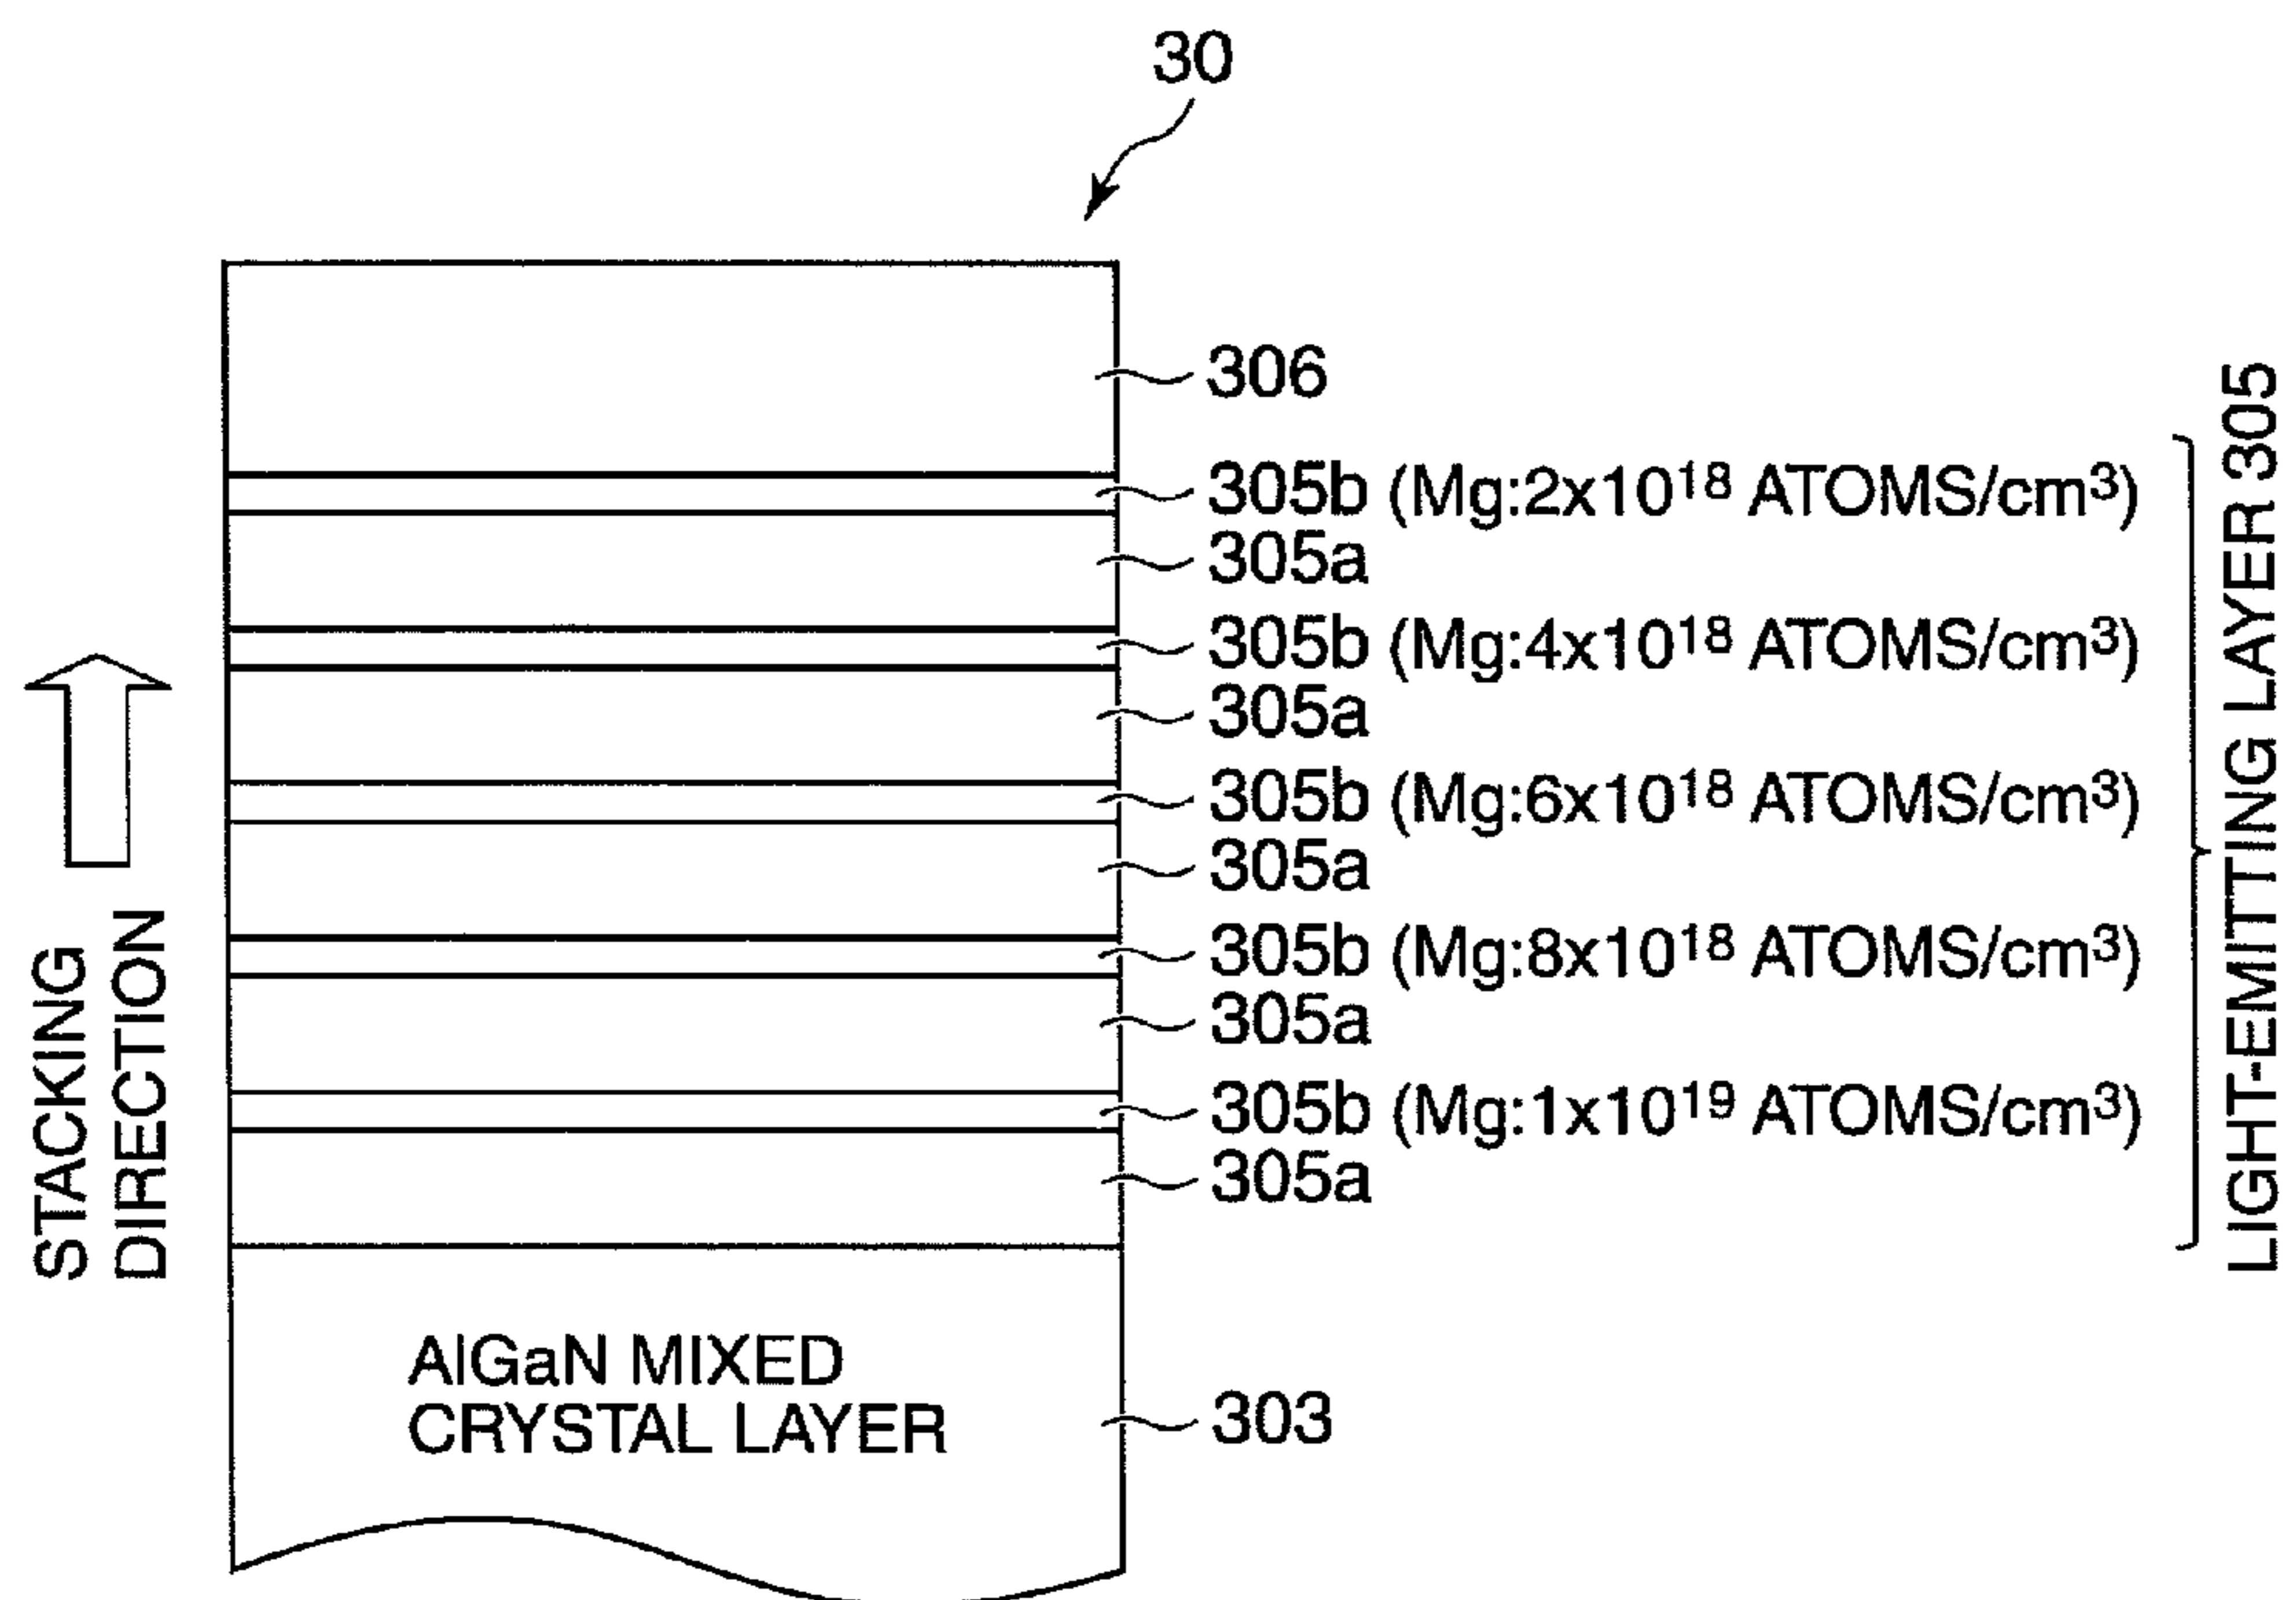 30
306
305b (Mg:2x10¹⁸ ATOMS/cm³)
305a
305b (Mg:4x10¹⁸ ATOMS/cm³)
305a
305b (Mg:6x10¹⁸ ATOMS/cm³)
305a
305b (Mg:8x10¹⁸ ATOMS/cm³)
305a
305b (Mg:1x10¹⁹ ATOMS/cm³)
305a
LIGHT-EMITTING LAYER 305
STACKING
DIRECTION
AlGaN MIXED
CRYSTAL LAYER
303